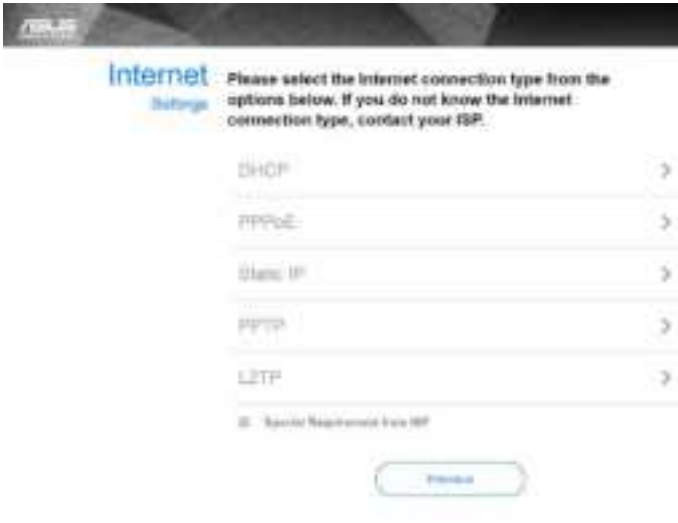 ASUS
Internet
Settings
Please select the Internet connection type from the
options below. If you do not know the Internet
connection type, contact your ISP.
DHCP
PPPoE
Static IP
PPTP
L2TP
Special Requirement from ISP
Previous